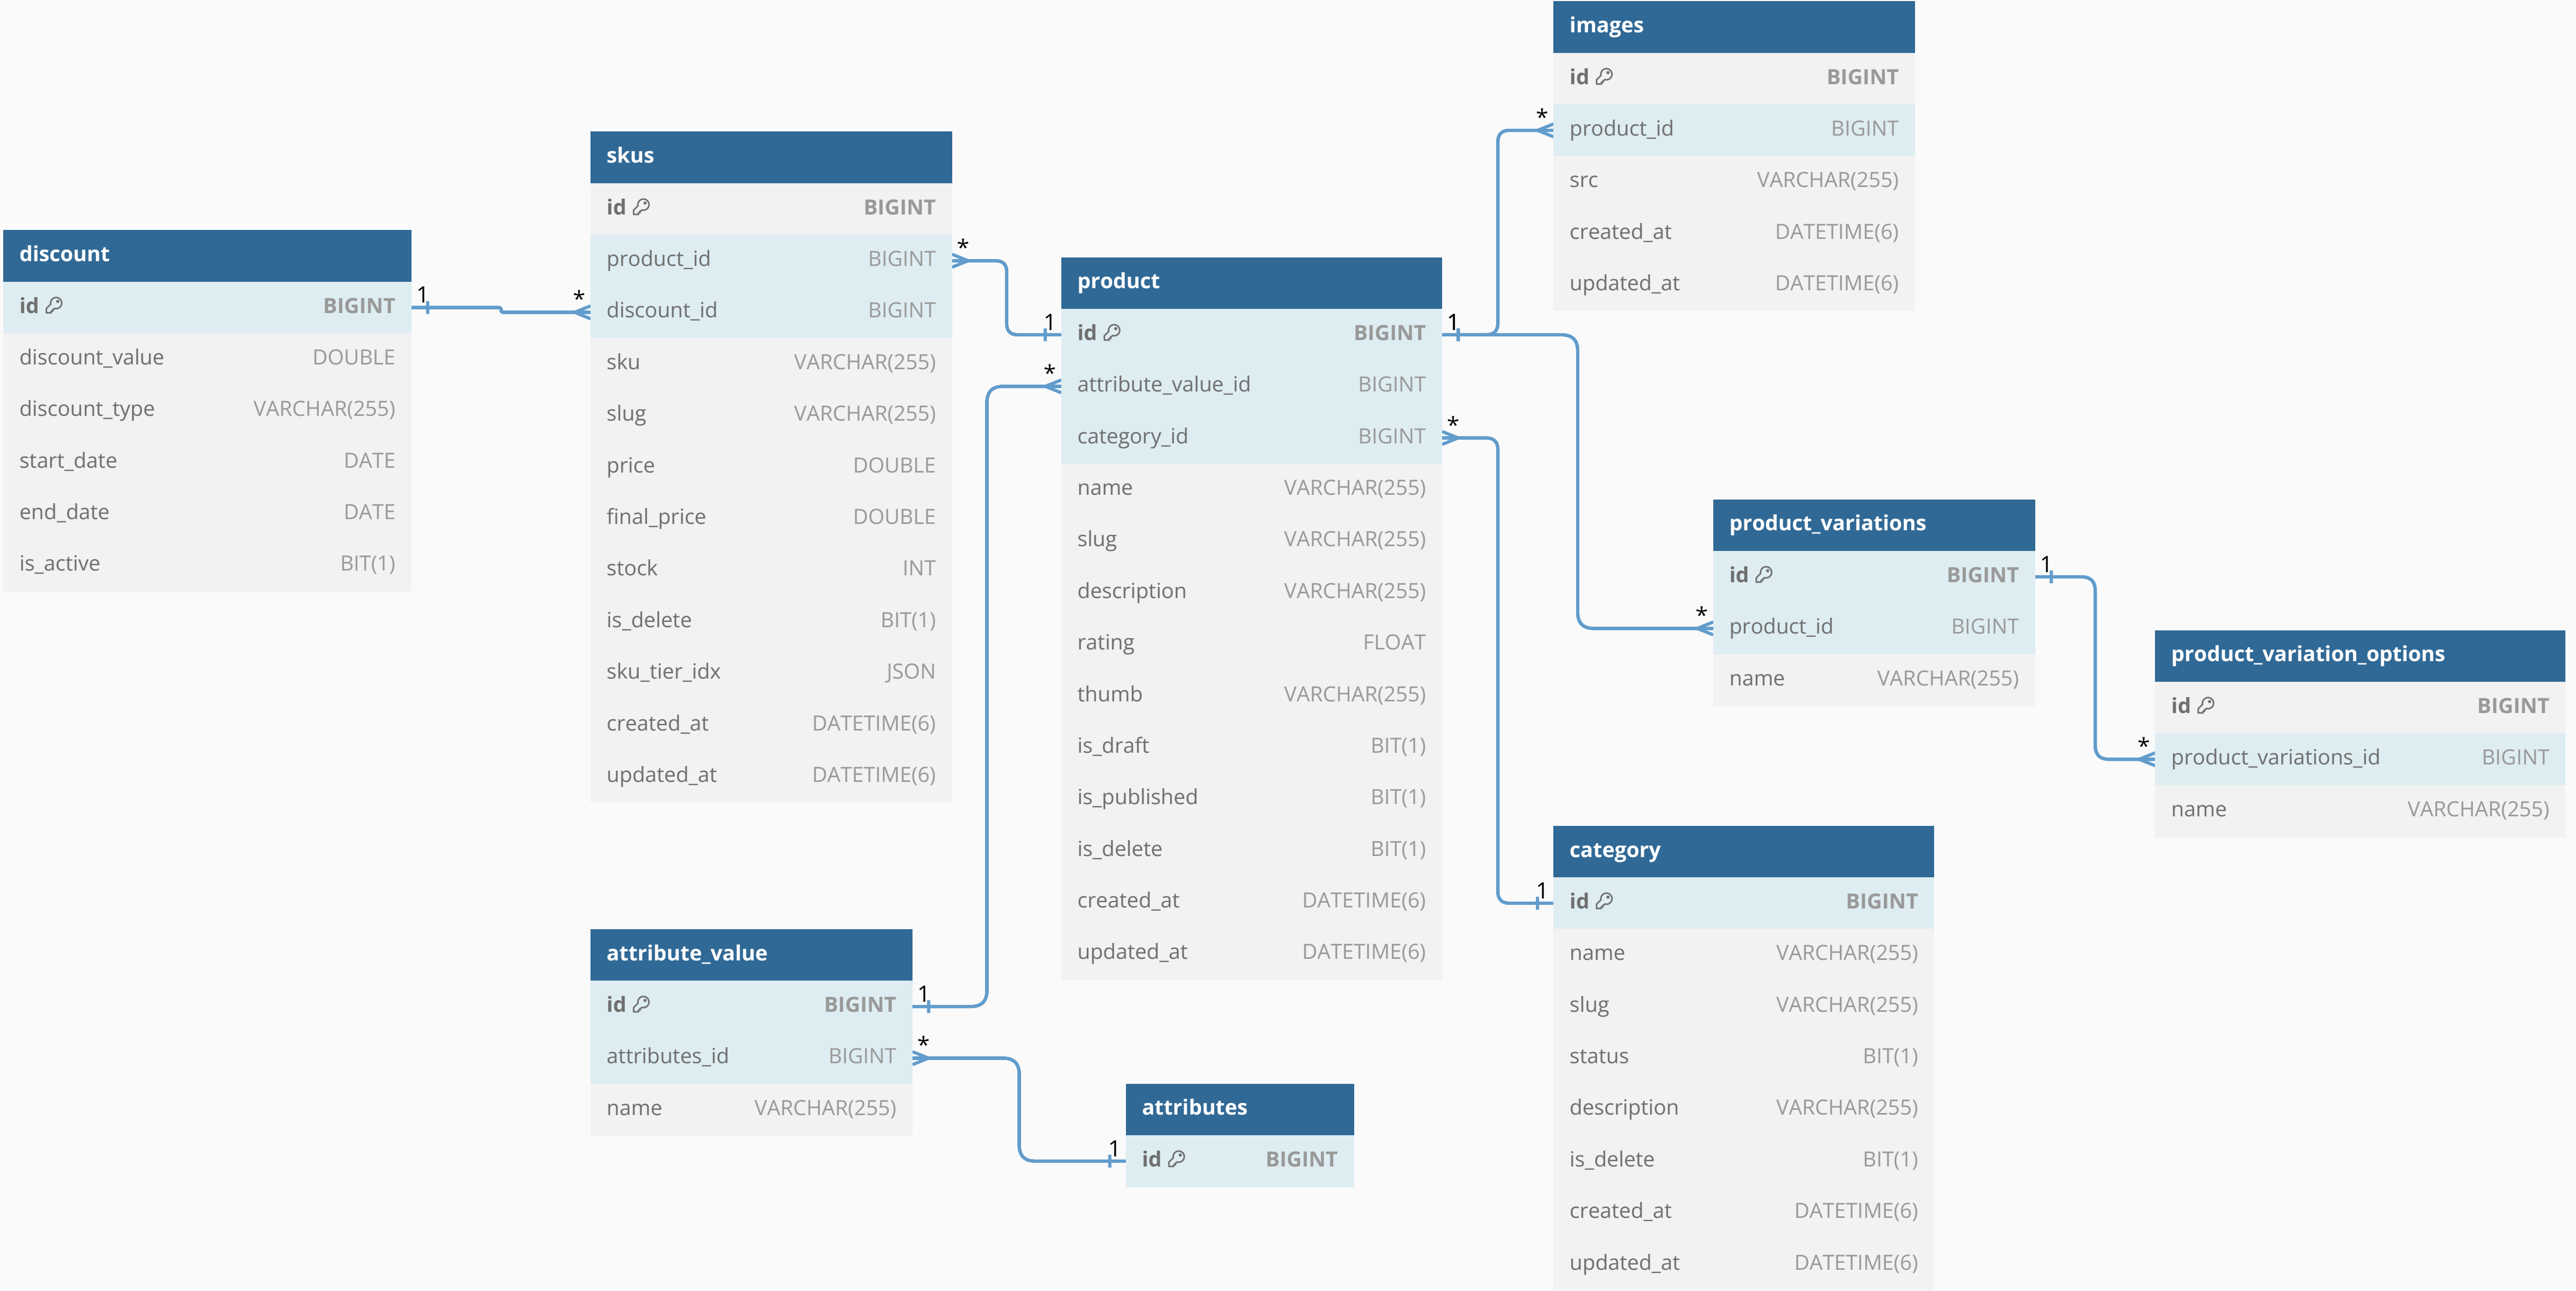 images
id BIGINT
product_id BIGINT
src VARCHAR(255)
created_at DATETIME(6)
updated_at DATETIME(6)
skus
id BIGINT
product_id BIGINT
discount_id BIGINT
sku VARCHAR(255)
slug VARCHAR(255)
price DOUBLE
final_price DOUBLE
stock INT
is_delete BIT(1)
sku_tier_idx JSON
created_at DATETIME(6)
updated_at DATETIME(6)
discount
id BIGINT
discount_value DOUBLE
discount_type VARCHAR(255)
start_date DATE
end_date DATE
is_active BIT(1)
product
id BIGINT
attribute_value_id BIGINT
category_id BIGINT
name VARCHAR(255)
slug VARCHAR(255)
description VARCHAR(255)
rating FLOAT
thumb VARCHAR(255)
is_draft BIT(1)
is_published BIT(1)
is_delete BIT(1)
created_at DATETIME(6)
updated_at DATETIME(6)
product_variations
id BIGINT
product_id BIGINT
name VARCHAR(255)
product_variation_options
id BIGINT
product_variations_id BIGINT
name VARCHAR(255)
category
id BIGINT
name VARCHAR(255)
slug VARCHAR(255)
status BIT(1)
description VARCHAR(255)
is_delete BIT(1)
created_at DATETIME(6)
updated_at DATETIME(6)
attribute_value
id BIGINT
attributes_id BIGINT
name VARCHAR(255)
attributes
id BIGINT
1 *
* 1
1 *
1 *
*
* 1
1 *
* 1